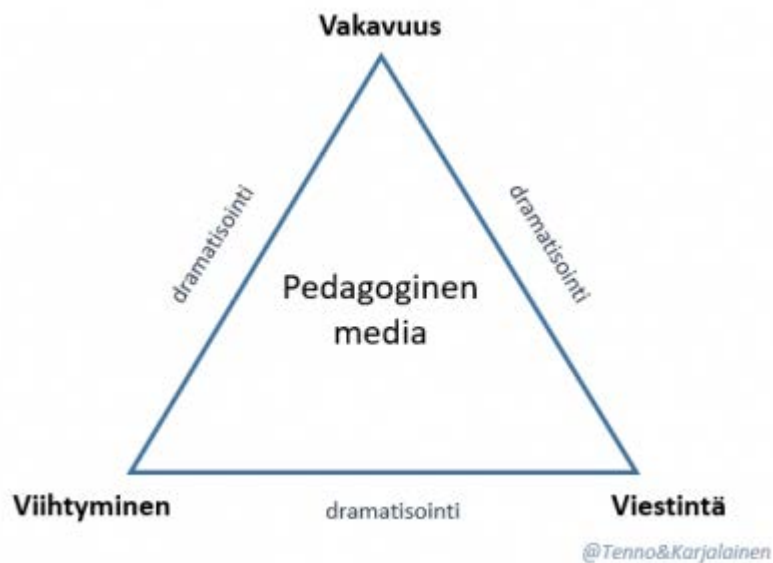 Vakavuus
dramatisointi
dramatisointi
Pedagoginen
media
Viihtyminen
dramatisointi
Viestintä
@Tenno&Karjalainen